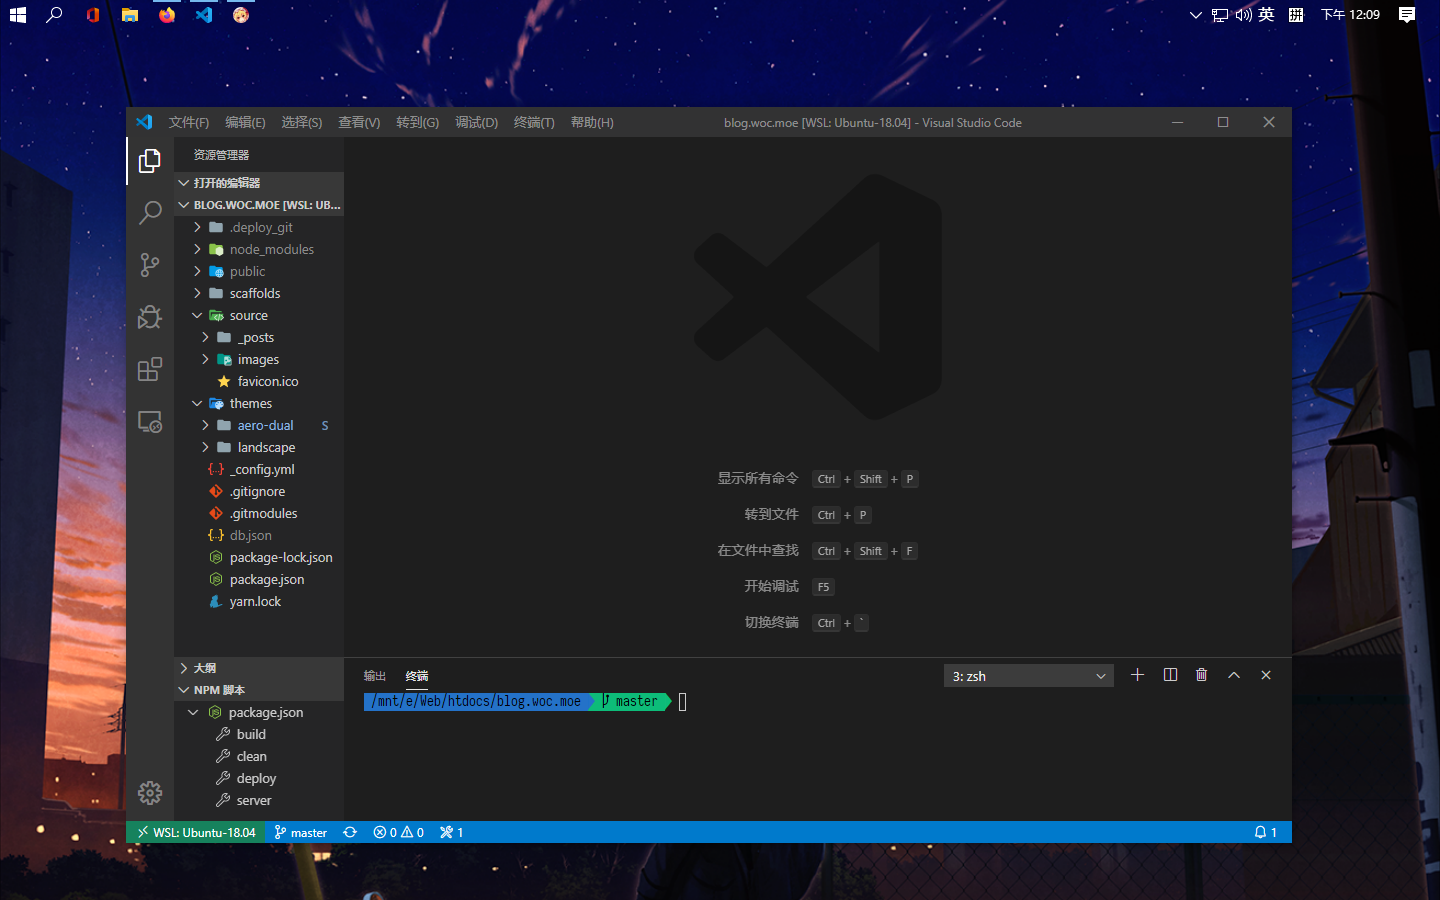 英 拼 下午 12:09
文件(F) 编辑(E) 选择(S) 查看(V) 转到(G) 调试(D) 终端(T) 帮助(H) blog.woc.moe [WSL: Ubuntu-18.04] - Visual Studio Code
资源管理器
打开的编辑器
BLOG.WOC.MOE [WSL: UB...
.deploy_git
node_modules
public
scaffolds
source
_posts
images
favicon.ico
themes
aero-dual S
landscape
_config.yml
.gitignore
.gitmodules
db.json
package-lock.json
package.json
yarn.lock
大纲
NPM 脚本
package.json
build
clean
deploy
server
显示所有命令 Ctrl + Shift + P
转到文件 Ctrl + P
在文件中查找 Ctrl + Shift + F
开始调试 F5
切换终端 Ctrl + `
输出 终端 3: zsh
/mnt/e/Web/htdocs/blog.woc.moe master
WSL: Ubuntu-18.04 master 0 0 1 1